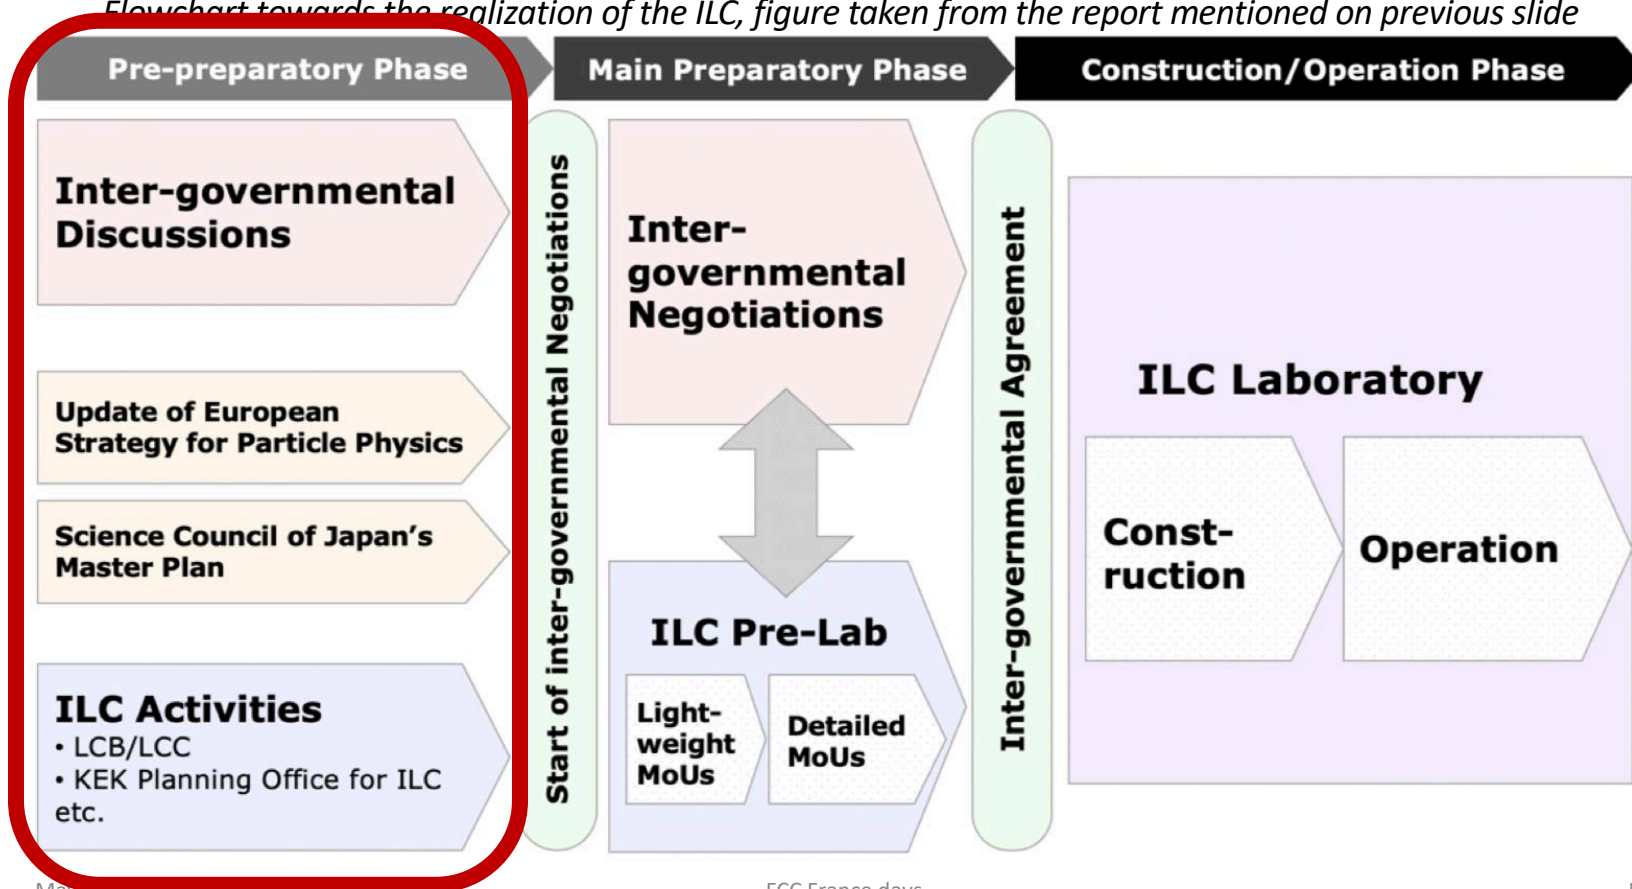 Flowchart towards the realization of the ILC, figure taken from the report mentioned on previous slide
Pre-preparatory Phase
Main Preparatory Phase
Construction/Operation Phase
Inter-governmental
Discussions
Update of European
Strategy for Particle Physics
Science Council of Japan’s
Master Plan
ILC Activities
• LCB/LCC
• KEK Planning Office for ILC
etc.
Start of inter-governmental Negotiations
Inter-
governmental
Negotiations
ILC Pre-Lab
Light-
weight
MoUs
Detailed
MoUs
Inter-governmental Agreement
ILC Laboratory
Const-
ruction
Operation
FCC France days